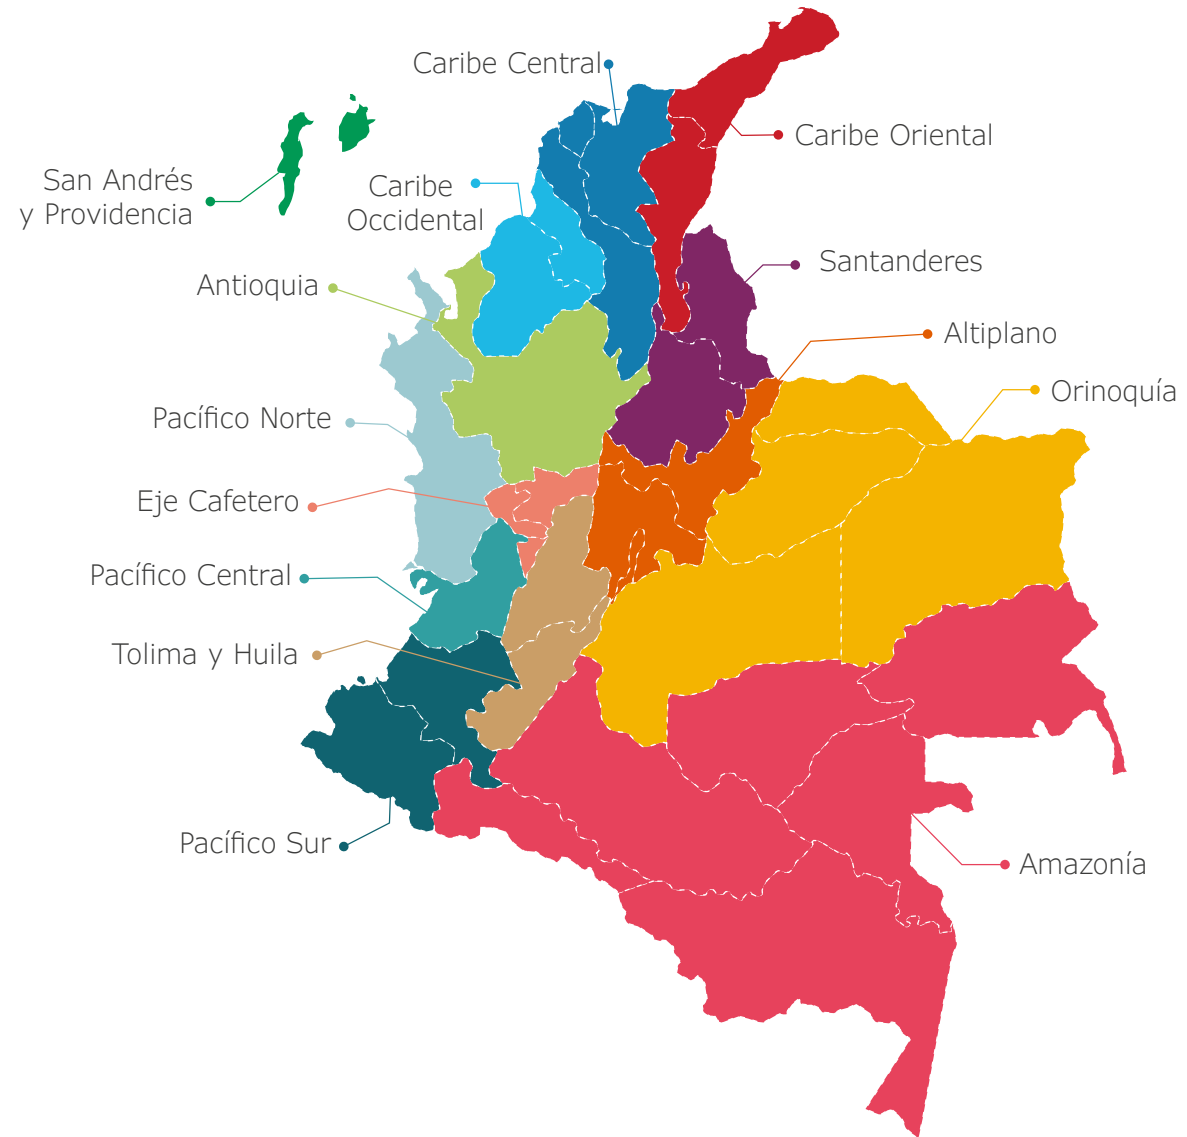 Caribe Central
Caribe Oriental
San Andrés
y Providencia
Caribe
Occidental
Santanderes
Antioquia
Altiplano
Orinoquía
Pacífico Norte
Eje Cafetero
Pacífico Central
Tolima y Huila
Pacífico Sur
Amazonía